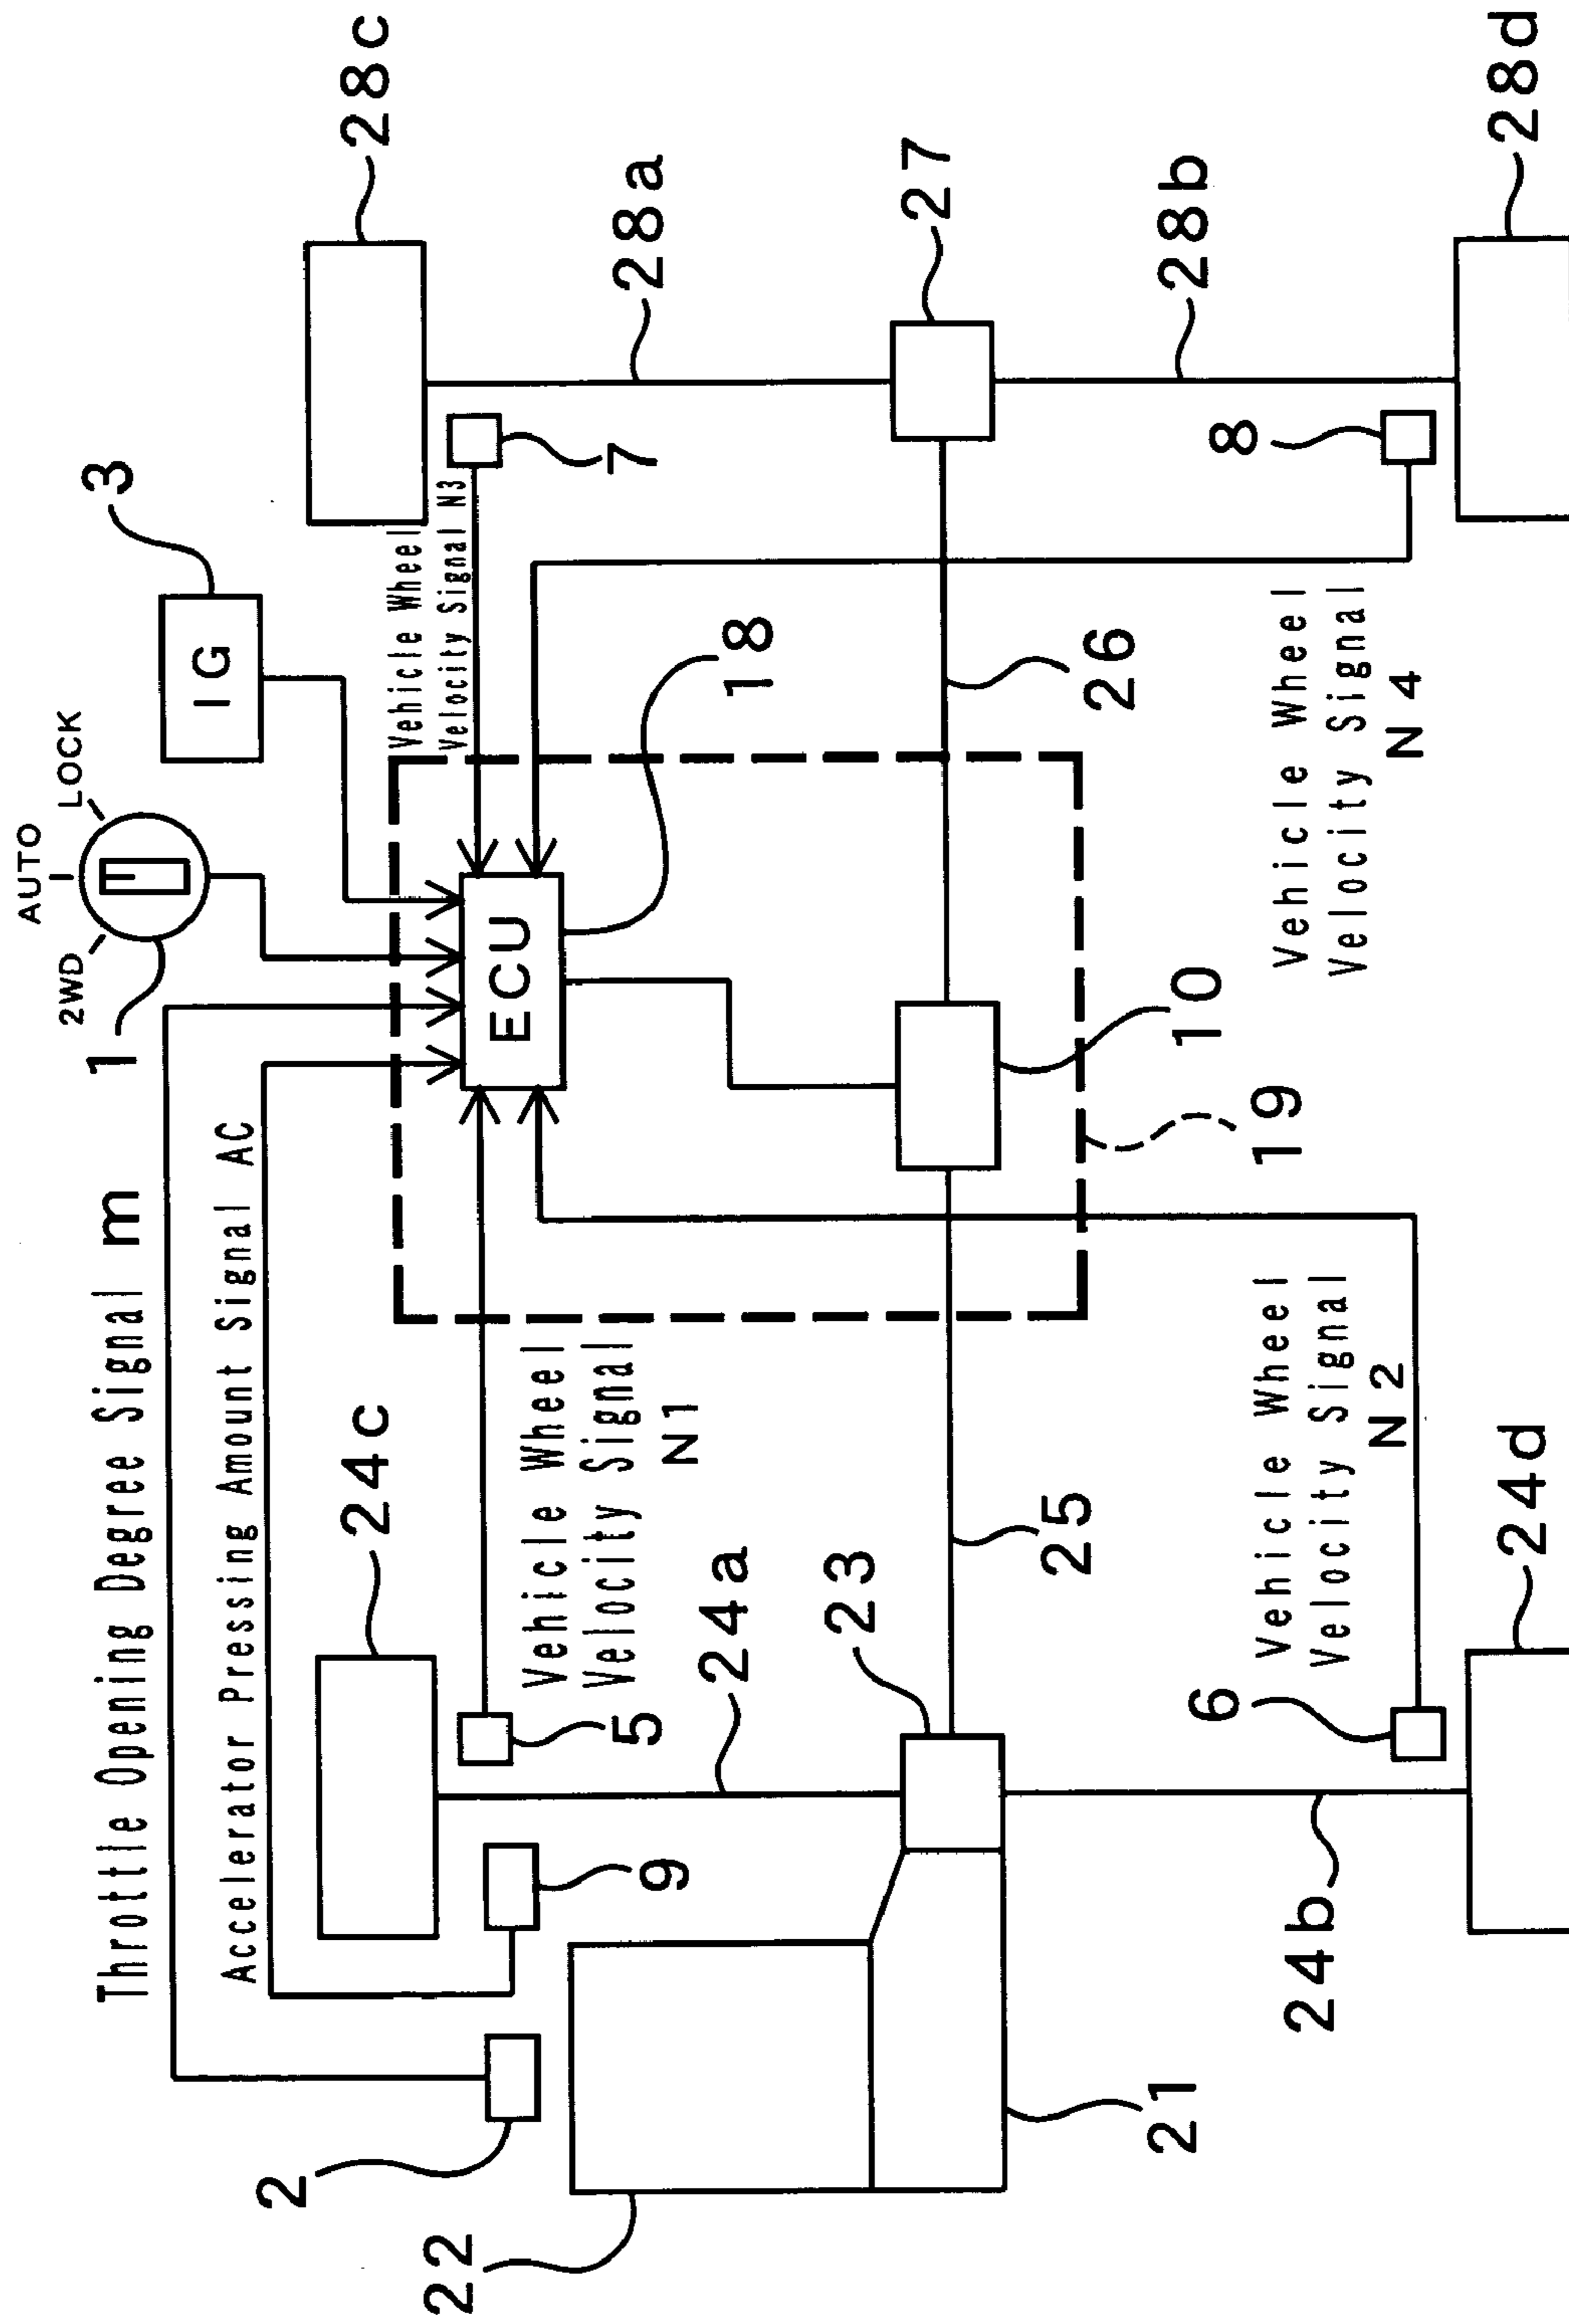 AUTO
2WD
LOCK
1
IG
3
28c
Throttle Opening Degree Signal m
Accelerator Pressing Amount Signal AC
Vehicle Wheel
Velocity Signal N3
7
28a
24c
ECU
18
2
9
5
Vehicle Wheel
Velocity Signal
N1
22
24a
23
27
10
26
25
21
19
28b
8
24b
6
Vehicle Wheel
Velocity Signal
N2
Vehicle Wheel
Velocity Signal
N4
24d
28d